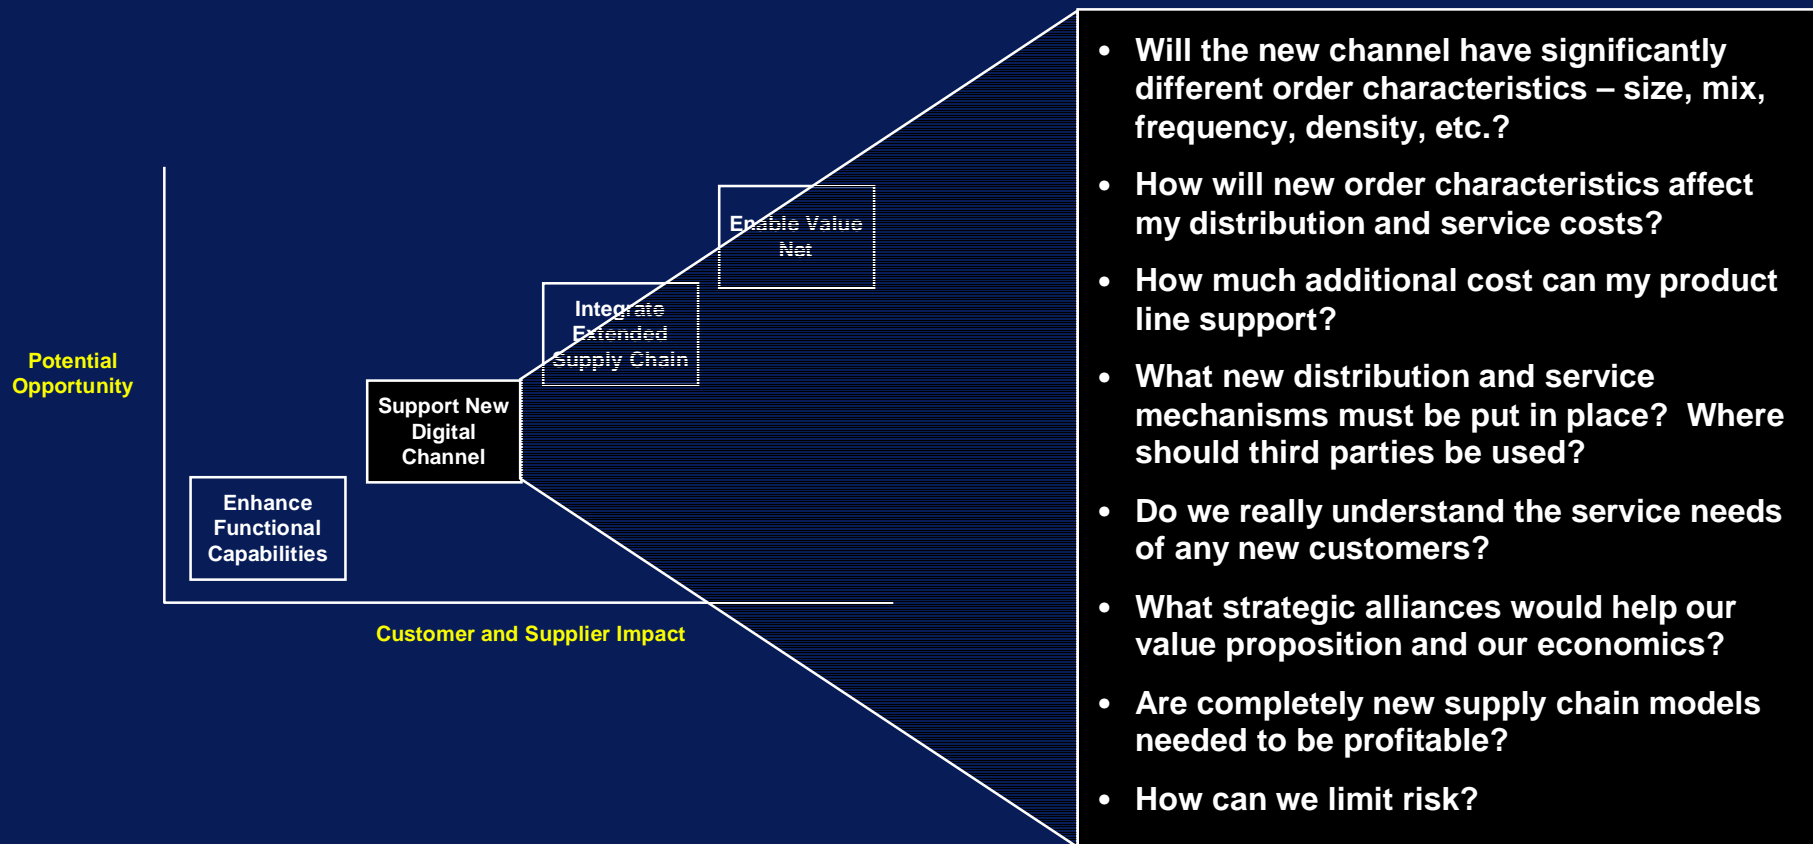 Potential
Opportunity
Enable Value
Net
Integrate
Extended
Supply Chain
Support New
Digital
Channel
Enhance
Functional
Capabilities
Customer and Supplier Impact
• Will the new channel have significantly
different order characteristics – size, mix,
frequency, density, etc.?
• How will new order characteristics affect
my distribution and service costs?
• How much additional cost can my product
line support?
• What new distribution and service
mechanisms must be put in place?  Where
should third parties be used?
• Do we really understand the service needs
of any new customers?
• What strategic alliances would help our
value proposition and our economics?
• Are completely new supply chain models
needed to be profitable?
• How can we limit risk?